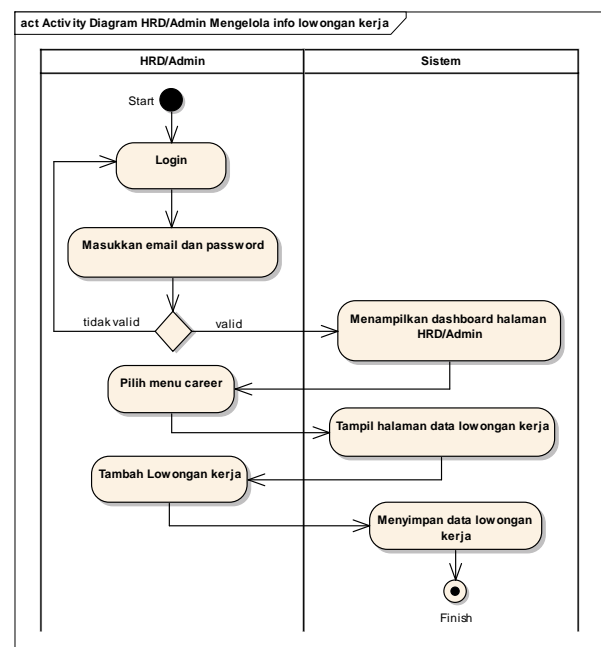 act Activity Diagram HRD/Admin Mengelola info lowongan kerja
HRD/Admin
Sistem
Start
Login
Masukkan email dan password
tidak valid
valid
Menampilkan dashboard halaman
HRD/Admin
Pilih menu career
Tampil halaman data lowongan kerja
Tambah Lowongan kerja
Menyimpan data lowongan
kerja
Finish